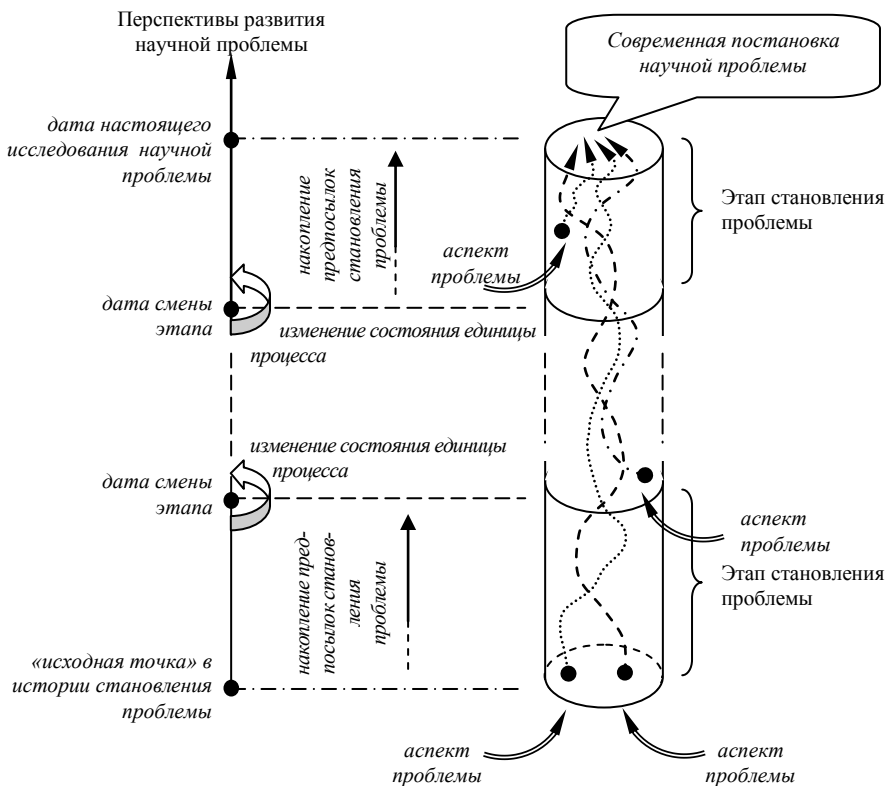 Перспективы развития
научной проблемы
Современная постановка
научной проблемы
дата настоящего
исследования научной
проблемы
накопление
предпосылок
становления
проблемы
Этап становления
проблемы
аспект
проблемы
дата смены
этапа
изменение состояния единицы
процесса
изменение состояния единицы
процесса
дата смены
этапа
аспект
проблемы
накопление пред-
посылок станов-
ления
проблемы
Этап становления
проблемы
«исходная точка» в
истории становления
проблемы
аспект
проблемы
аспект
проблемы